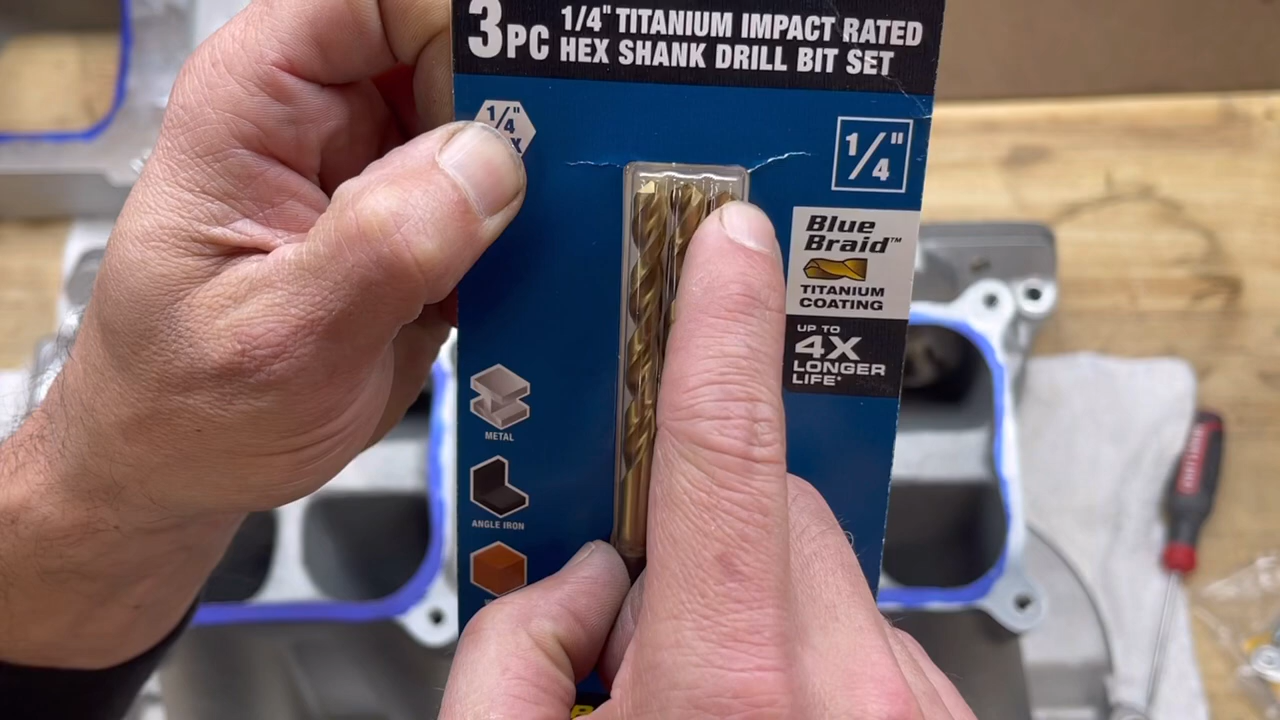 3PC 1/4" TITANIUM IMPACT RATED
HEX SHANK DRILL BIT SET
1/4"
1/4"
Blue
Braid™
TITANIUM
COATING
UP TO
4X
LONGER
LIFE*
METAL
ANGLE IRON